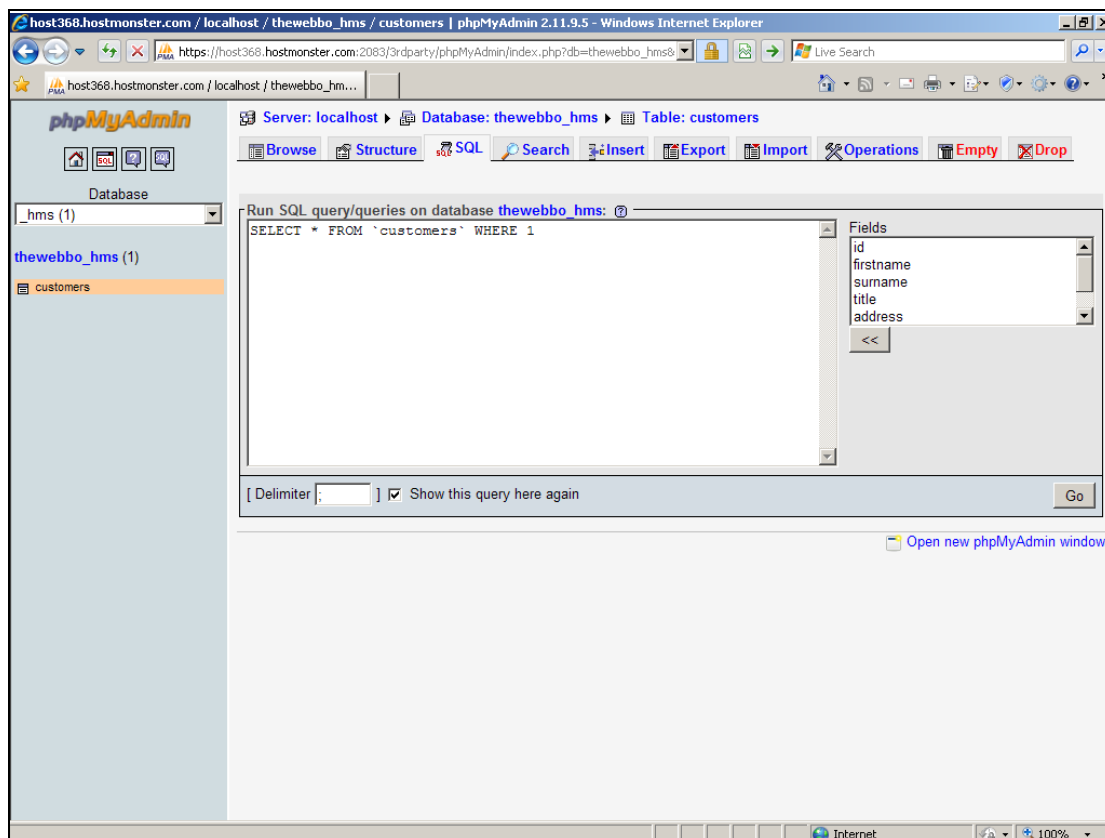 host368.hostmonster.com / localhost / thewebbo_hms / customers | phpMyAdmin 2.11.9.5 - Windows Internet Explorer
https://host368.hostmonster.com:2083/3rdparty/phpMyAdmin/index.php?db=thewebbo_hms&
Live Search
host368.hostmonster.com / localhost / thewebbo_hm...
phpMyAdmin
Server: localhost ▸ Database: thewebbo_hms ▸ Table: customers
Browse Structure SQL Search Insert Export Import Operations Empty Drop
Database
_hms (1)
thewebbo_hms (1)
customers
Run SQL query/queries on database thewebbo_hms:
SELECT * FROM `customers` WHERE 1
Fields
id
firstname
surname
title
address
<<
[ Delimiter ; ] Show this query here again
Go
Open new phpMyAdmin window
Internet
100%